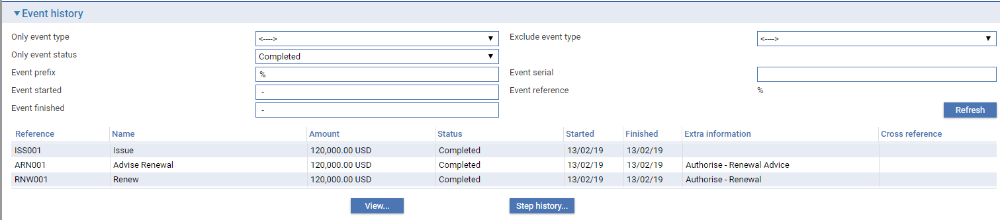 Event history
Only event type <----> Exclude event type <---->
Only event status Completed
Event prefix % Event serial
Event started - Event reference %
Event finished - Refresh
Reference Name Amount Status Started Finished Extra information Cross reference
ISS001 Issue 120,000.00 USD Completed 13/02/19 13/02/19
ARN001 Advise Renewal 120,000.00 USD Completed 13/02/19 13/02/19 Authorise - Renewal Advice
RNW001 Renew 120,000.00 USD Completed 13/02/19 13/02/19 Authorise - Renewal
View... Step history...